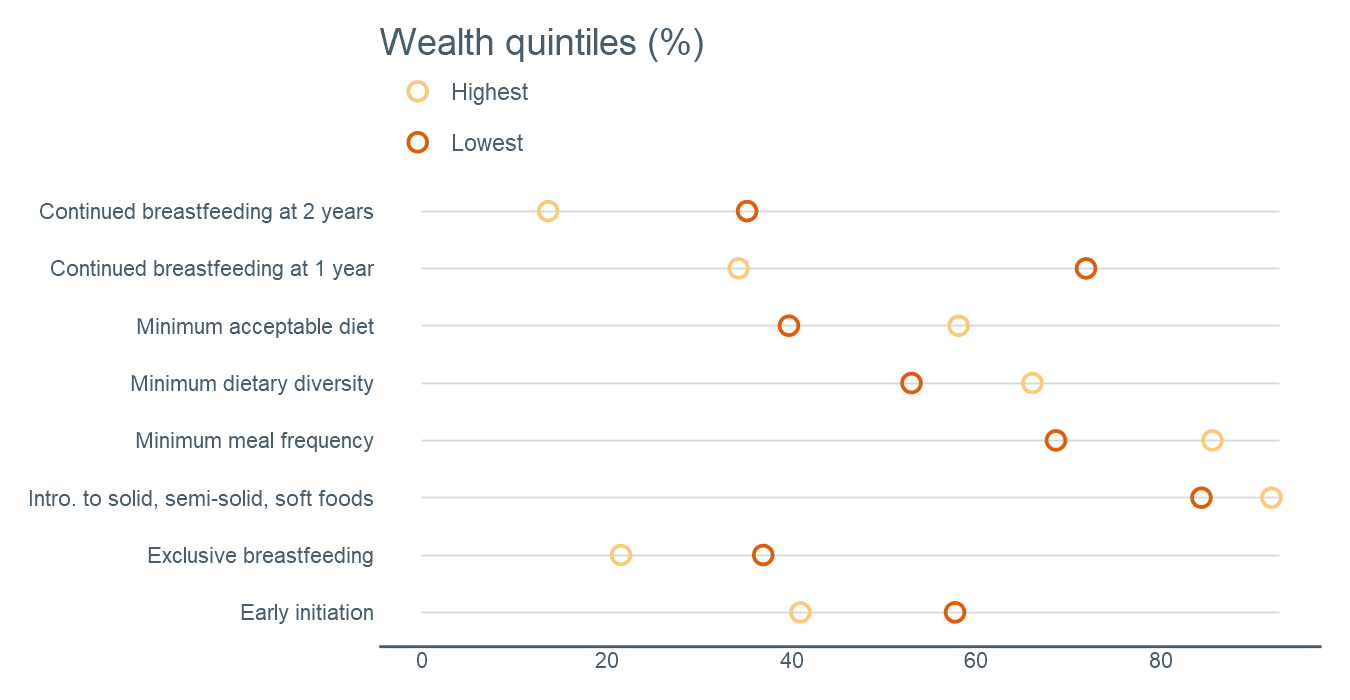 Wealth quintiles (%)
Highest
Lowest
Continued breastfeeding at 2 years
Continued breastfeeding at 1 year
Minimum acceptable diet
Minimum dietary diversity
Minimum meal frequency
Intro. to solid, semi-solid, soft foods
Exclusive breastfeeding
Early initiation
0 20 40 60 80